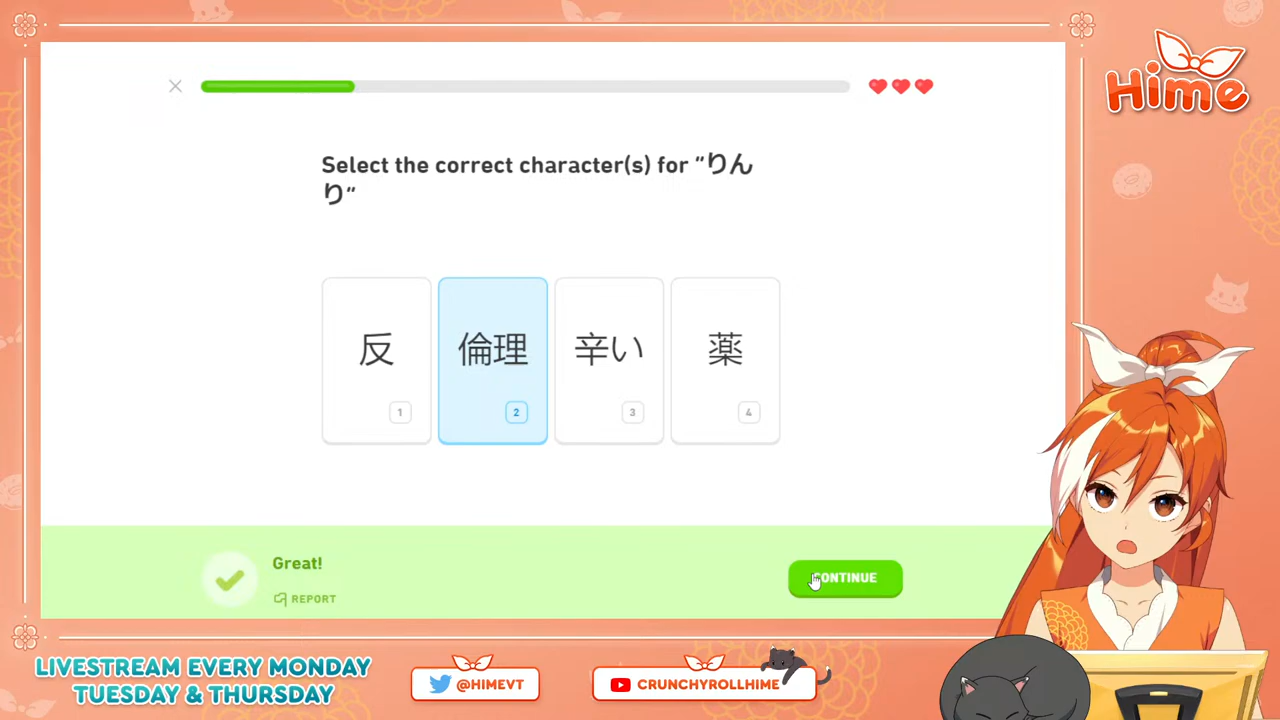 Hime
Select the correct character(s) for “りん
り”
反
倫理
辛い
薬
1
2
3
4
Great!
REPORT
CONTINUE
LIVESTREAM EVERY MONDAY
TUESDAY & THURSDAY
@HIMEVT
CRUNCHYROLLHIME